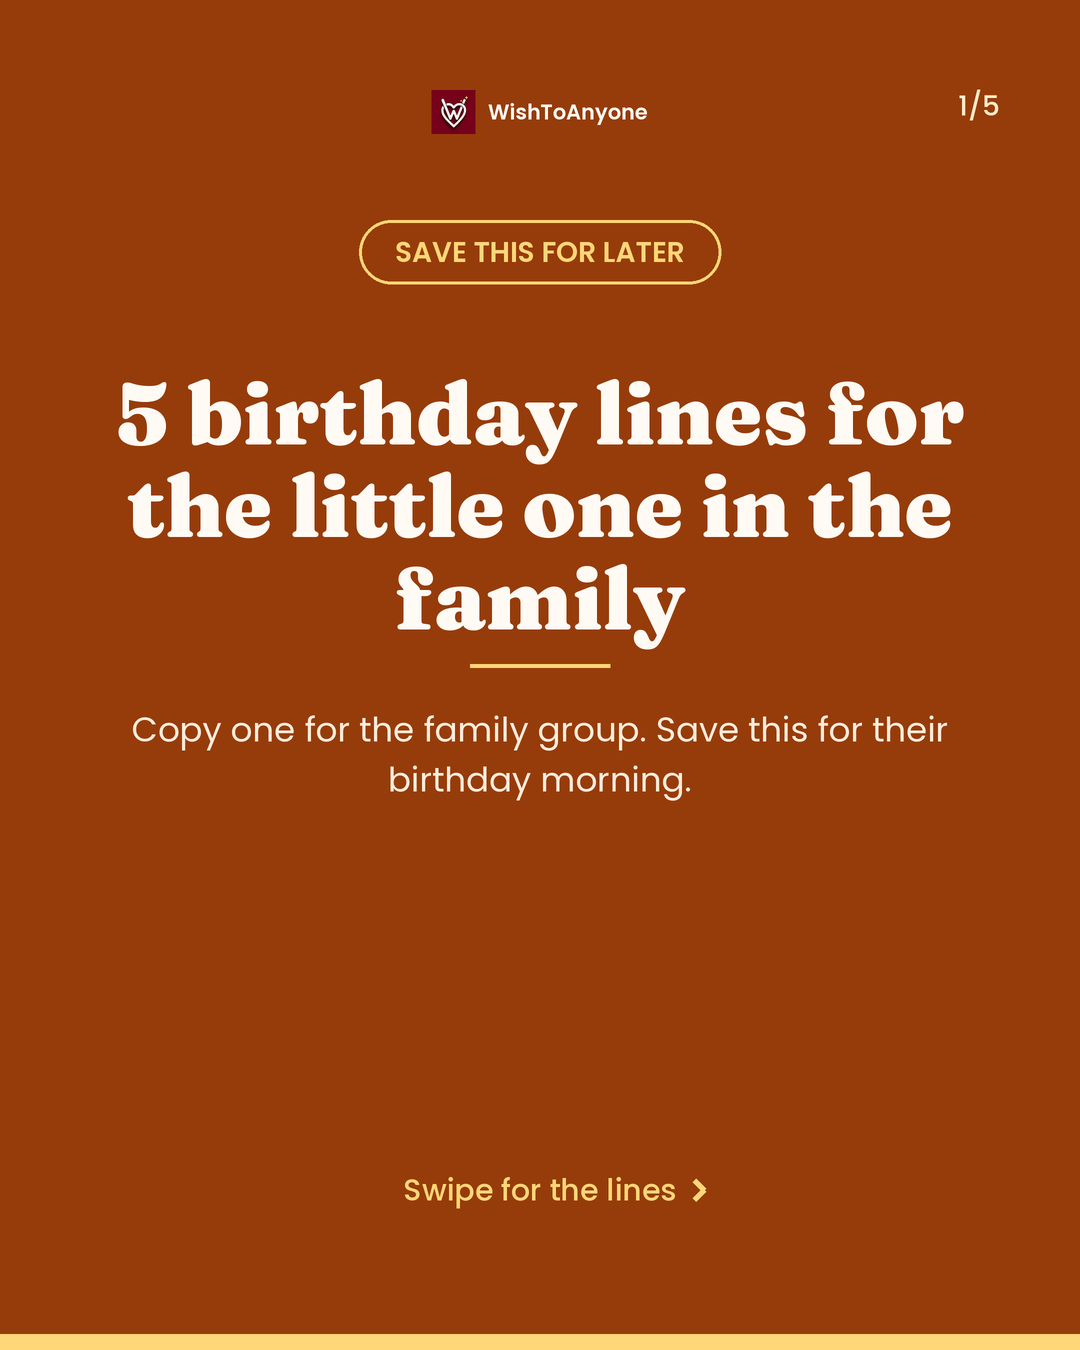 WishToAnyone
1/5
SAVE THIS FOR LATER
5 birthday lines for
the little one in the
family
Copy one for the family group. Save this for their
birthday morning.
Swipe for the lines